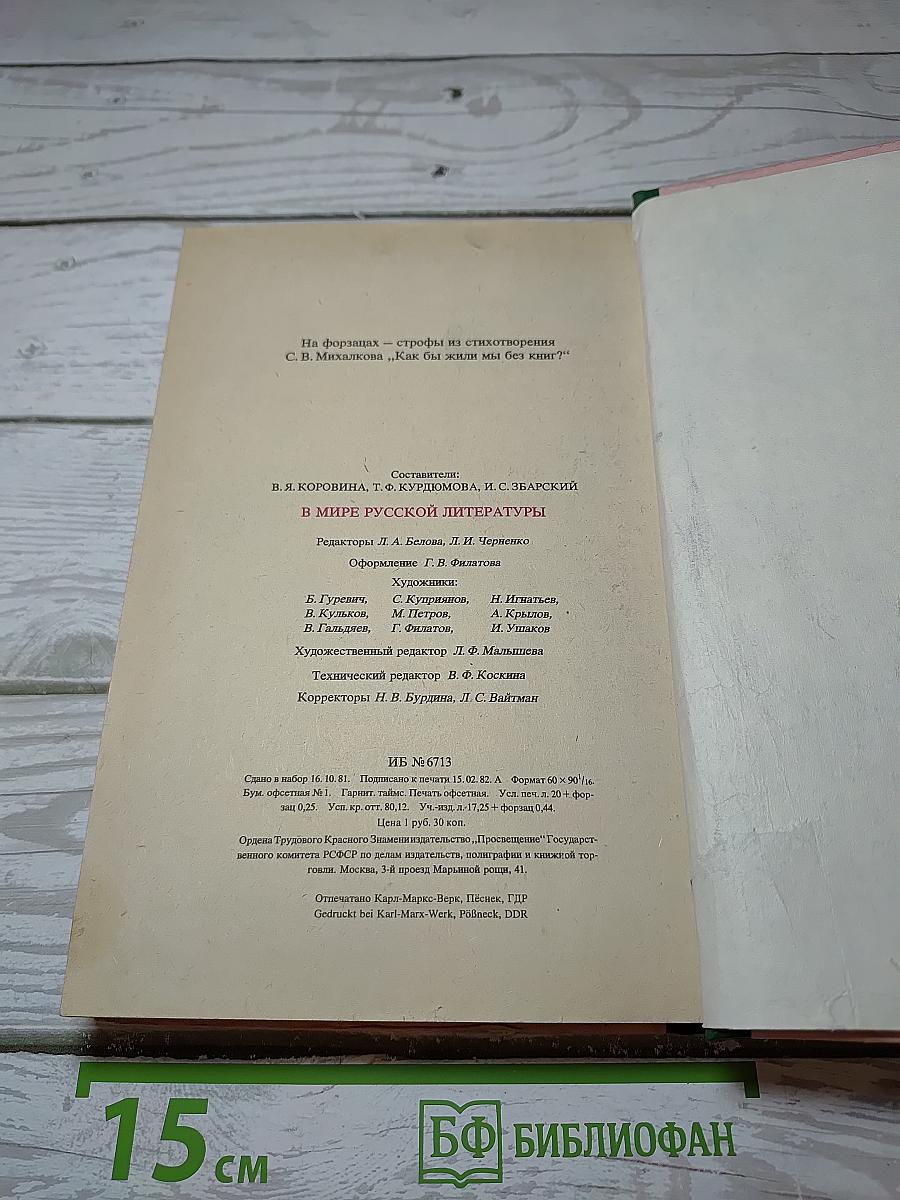 На форзацах — строфы из стихотворения
С. В. Михалкова „Как бы жили мы без книг?“
Составители:
В. Я. КОРОВИНА, Т. Ф. КУРДЮМОВА, И. С. ЗБАРСКИЙ
В МИРЕ РУССКОЙ ЛИТЕРАТУРЫ
Редакторы Л. А. Белова, Л. И. Черненко
Оформление Г. В. Филатова
Художники:
Б. Гуревич, С. Куприянов, Н. Игнатьев,
В. Кульков, М. Петров, А. Крылов,
В. Гальдяев, Г. Филатов, И. Ушаков
Художественный редактор Л. Ф. Малышева
Технический редактор В. Ф. Коскина
Корректоры Н. В. Бурдина, Л. С. Вайтман
ИБ № 6713
Сдано в набор 16. 10. 81. Подписано к печати 15. 02. 82. А Формат 60 × 90¹/₁₆.
Бум. офсетная № 1. Гарнит. таймс. Печать офсетная. Усл. печ. л. 20 + фор-
зац 0,25. Усл. кр. отт. 80,12. Уч.-изд. л. 17,25 + форзац 0,44.
Цена 1 руб. 30 коп.
Ордена Трудового Красного Знамени издательство „Просвещение“ Государст-
венного комитета РСФСР по делам издательств, полиграфии и книжной тор-
говли. Москва, 3-й проезд Марьиной рощи, 41.
Отпечатано Карл-Маркс-Верк, Пёснек, ГДР
Gedruckt bei Karl-Marx-Werk, Pößneck, DDR
15 см БФ БИБЛИОФАН